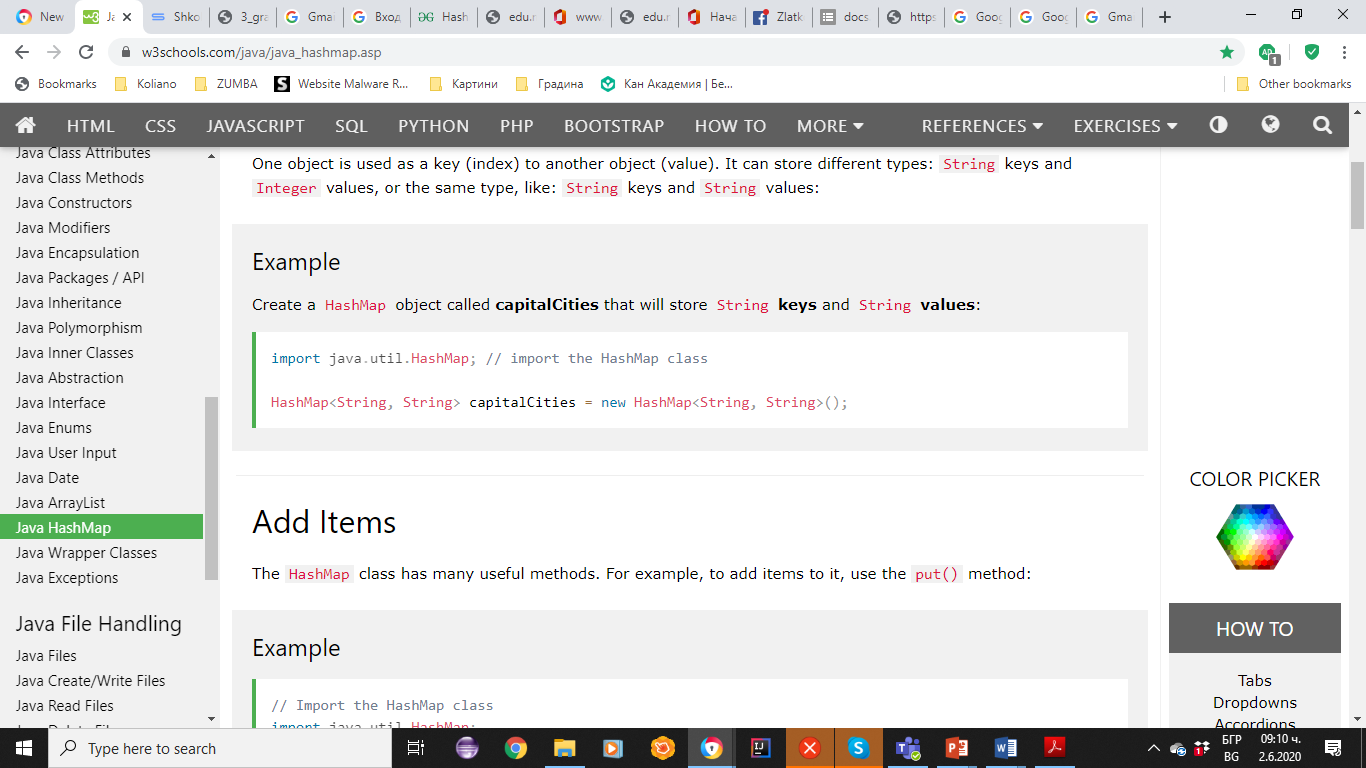 New
Ja
Shko
3_gra
Gmai
Вход
Hash
edu.r
www
edu.r
Нача
Zlatk
docs
https
Goog
Goog
Gma
w3schools.com/java/java_hashmap.asp
1
Bookmarks
Koliano
ZUMBA
Website Malware R...
Картини
Градина
Кан Академия | Бе...
Other bookmarks
HTML
CSS
JAVASCRIPT
SQL
PYTHON
PHP
BOOTSTRAP
HOW TO
MORE
REFERENCES
EXERCISES
Java Class Attributes
Java Class Methods
Java Constructors
Java Modifiers
Java Encapsulation
Java Packages / API
Java Inheritance
Java Polymorphism
Java Inner Classes
Java Abstraction
Java Interface
Java Enums
Java User Input
Java Date
Java ArrayList
Java HashMap
Java Wrapper Classes
Java Exceptions
Java File Handling
Java Files
Java Create/Write Files
Java Read Files
One object is used as a key (index) to another object (value). It can store different types: String keys and
Integer values, or the same type, like: String keys and String values:
Example
Create a HashMap object called capitalCities that will store String keys and String values:
import java.util.HashMap; // import the HashMap class
HashMap<String, String> capitalCities = new HashMap<String, String>();
Add Items
The HashMap class has many useful methods. For example, to add items to it, use the put() method:
Example
// Import the HashMap class
import java.util.HashMap;
COLOR PICKER
HOW TO
Tabs
Dropdowns
Accordions
Type here to search
БГР
BG
09:10 ч.
2.6.2020